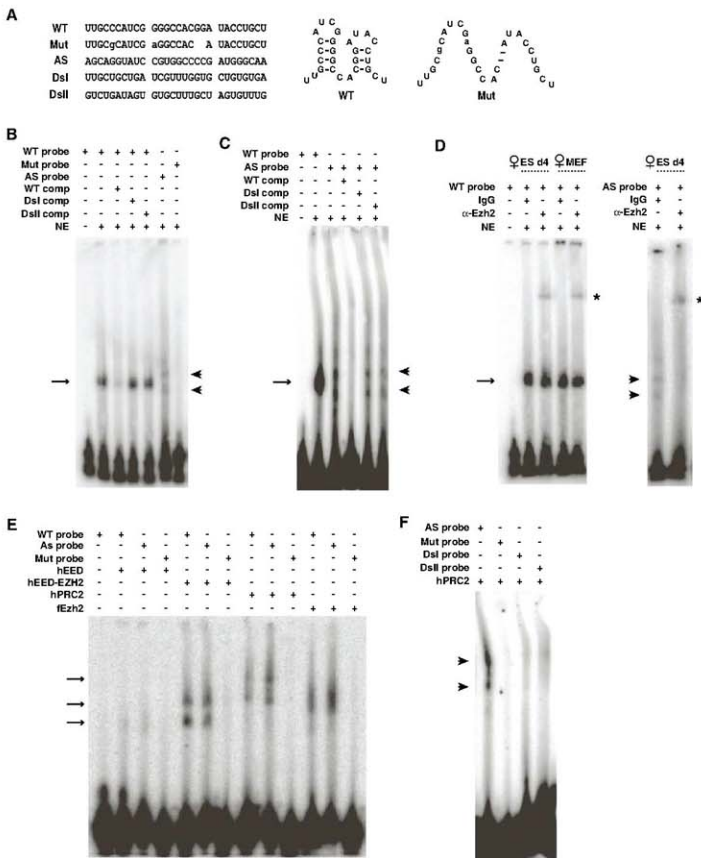 A
WT UUGCCCAUCG GGGCCACGGA UACCUGCU
Mut UUGCgCAUCG aGGCCAC A UACCUGCU
AS AGCAGGUAUC CGUGGCCCCG AUGGGCAA
DsI UUGCUGCUGA UCGUUUGGUG CUGUGUGA
DsII GUCUGAUAGU GUGCUUUGCU AGUGUUUG
WT
Mut
B
WT probe + + + + + - -
Mut probe - - - - - - +
AS probe - - - - - + -
WT comp - - + - - - -
DsI comp - - - + - - -
DsII comp - - - - + - -
NE - + + + + + +
C
WT probe + + - - - -
AS probe - - + + + +
WT comp - - - + - -
DsI comp - - - - + -
DsII comp - - - - - +
NE - + + + + +
D
♀ ES d4 ♀ MEF
WT probe + + + + +
IgG - + - + -
α-Ezh2 - - + - +
NE - + + + +
*
♀ ES d4
AS probe + +
IgG + -
α-Ezh2 - +
NE + +
*
E
WT probe + + - - + - - + - - + - -
As probe - - + - - + - - + - - + -
Mut probe - - - + - - + - - + - - +
hEED - + + + - - - - - - - - -
hEED-EZH2 - - - - + + + - - - - - -
hPRC2 - - - - - - - + + + - - -
fEzh2 - - - - - - - - - - + + +
F
AS probe + - - -
Mut probe - + - -
DsI probe - - + -
DsII probe - - - +
hPRC2 + + + +